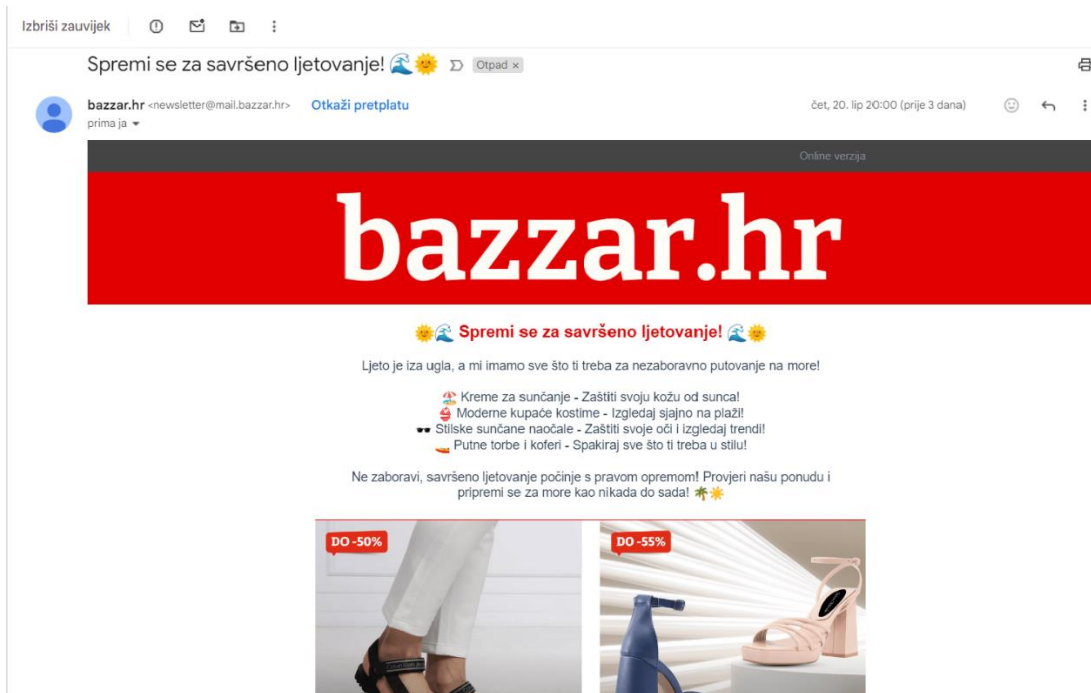 Izbriši zauvijek
Spremi se za savršeno ljetovanje! 🌊🌞 Otpad ×
bazzar.hr <newsletter@mail.bazzar.hr> Otkaži pretplatu čet, 20. lip 20:00 (prije 3 dana)
prima ja
Online verzija
bazzar.hr
🌞🌊 Spremi se za savršeno ljetovanje! 🌊🌞
Ljeto je iza ugla, a mi imamo sve što ti treba za nezaboravno putovanje na more!
🏖️ Kreme za sunčanje - Zaštiti svoju kožu od sunca!
👙 Moderne kupaće kostime - Izgledaj sjajno na plaži!
🕶️ Stilske sunčane naočale - Zaštiti svoje oči i izgledaj trendi!
🚤 Putne torbe i koferi - Spakiraj sve što ti treba u stilu!
Ne zaboravi, savršeno ljetovanje počinje s pravom opremom! Provjeri našu ponudu i
pripremi se za more kao nikada do sada! 🌴☀️
DO -50% DO -55%